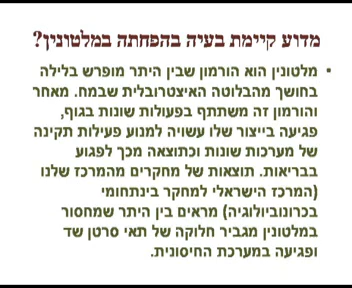 מדוע קיימת בעיה בהפחתה במלטונין?
• מלטונין הוא הורמון שבין היתר מופרש בלילה
בחושך מהבלוטה האיצטרובלית שבמח. מאחר
והורמון זה משתתף בפעולות שונות בגוף,
פגיעה בייצור שלו עשויה למנוע פעילות תקינה
של מערכות שונות וכתוצאה מכך לפגוע
בבריאות. תוצאות של מחקרים מהמרכז שלנו
(המרכז הישראלי למחקר בינתחומי
בכרונוביולוגיה) מראים בין היתר שמחסור
במלטונין מגביר חלוקה של תאי סרטן שד
ופגיעה במערכת החיסונית.